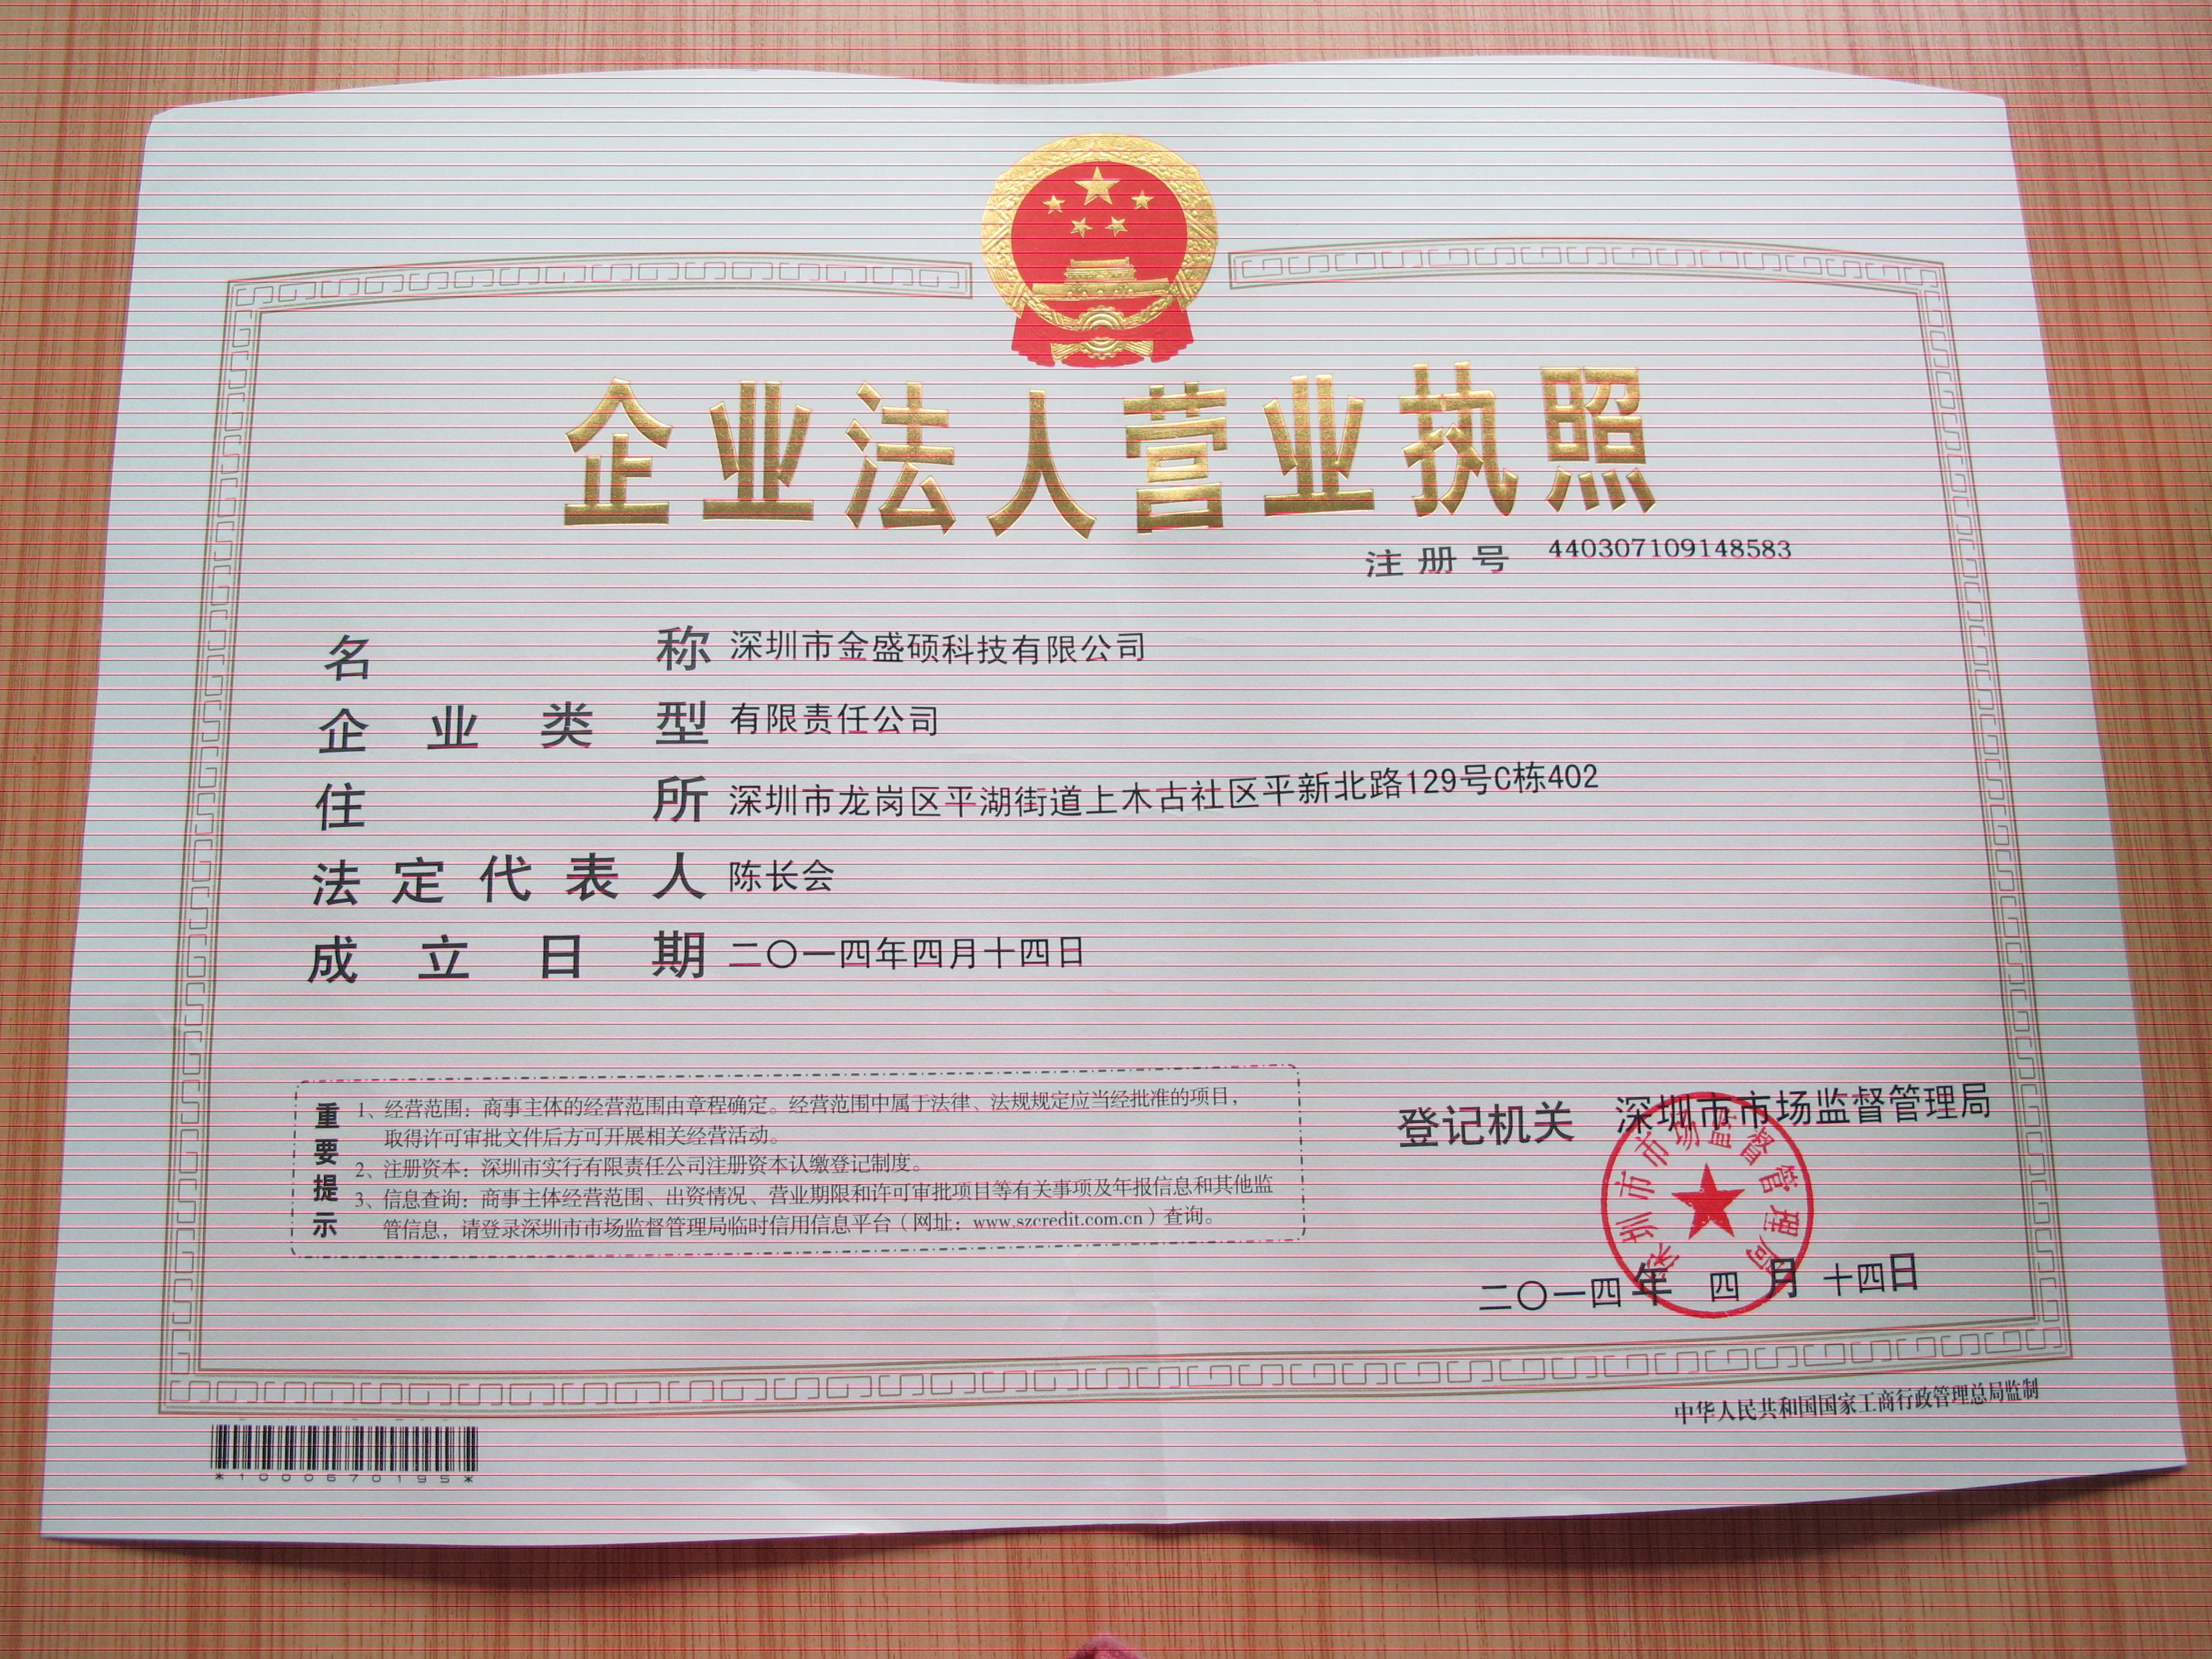 企业法人营业执照
注册号 440307109148583
名称 深圳市金盛硕科技有限公司
企业类型 有限责任公司
住所 深圳市龙岗区平湖街道上木古社区平新北路129号C栋402
法定代表人 陈长会
成立日期 二〇一四年四月十四日
重要提示
1、经营范围：商事主体的经营范围由章程确定。经营范围中属于法律、法规规定应当经批准的项目，
取得许可审批文件后方可开展相关经营活动。
2、注册资本：深圳市实行有限责任公司注册资本认缴登记制度。
3、信息查询：商事主体经营范围、出资情况、营业期限和许可审批项目等有关事项及年报信息和其他监
管信息，请登录深圳市市场监督管理局临时信用信息平台（网址：www.szcredit.com.cn）查询。
登记机关 深圳市市场监督管理局
深圳市市场监督管理局
二〇一四年 四月 十四日
中华人民共和国国家工商行政管理总局监制
*1000670195*